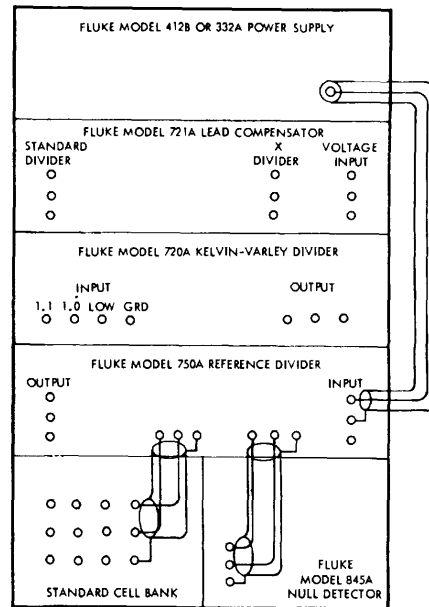 FLUKE MODEL 412B OR 332A POWER SUPPLY
FLUKE MODEL 721A LEAD COMPENSATOR
STANDARD DIVIDER
X DIVIDER
VOLTAGE INPUT
FLUKE MODEL 720A KELVIN-VARLEY DIVIDER
INPUT
OUTPUT
1.1 1.0 LOW GRD
FLUKE MODEL 750A REFERENCE DIVIDER
OUTPUT
INPUT
STANDARD CELL BANK
FLUKE
MODEL 845A
NULL DETECTOR